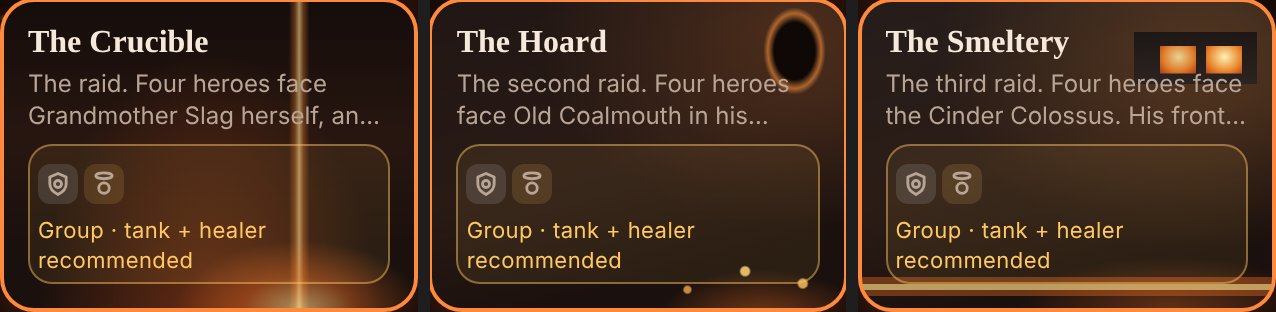 The Crucible
The raid. Four heroes face
Grandmother Slag herself, an...
Group · tank + healer
recommended
The Hoard
The second raid. Four heroes
face Old Coalmouth in his...
Group · tank + healer
recommended
The Smeltery
The third raid. Four heroes face
the Cinder Colossus. His front...
Group · tank + healer
recommended